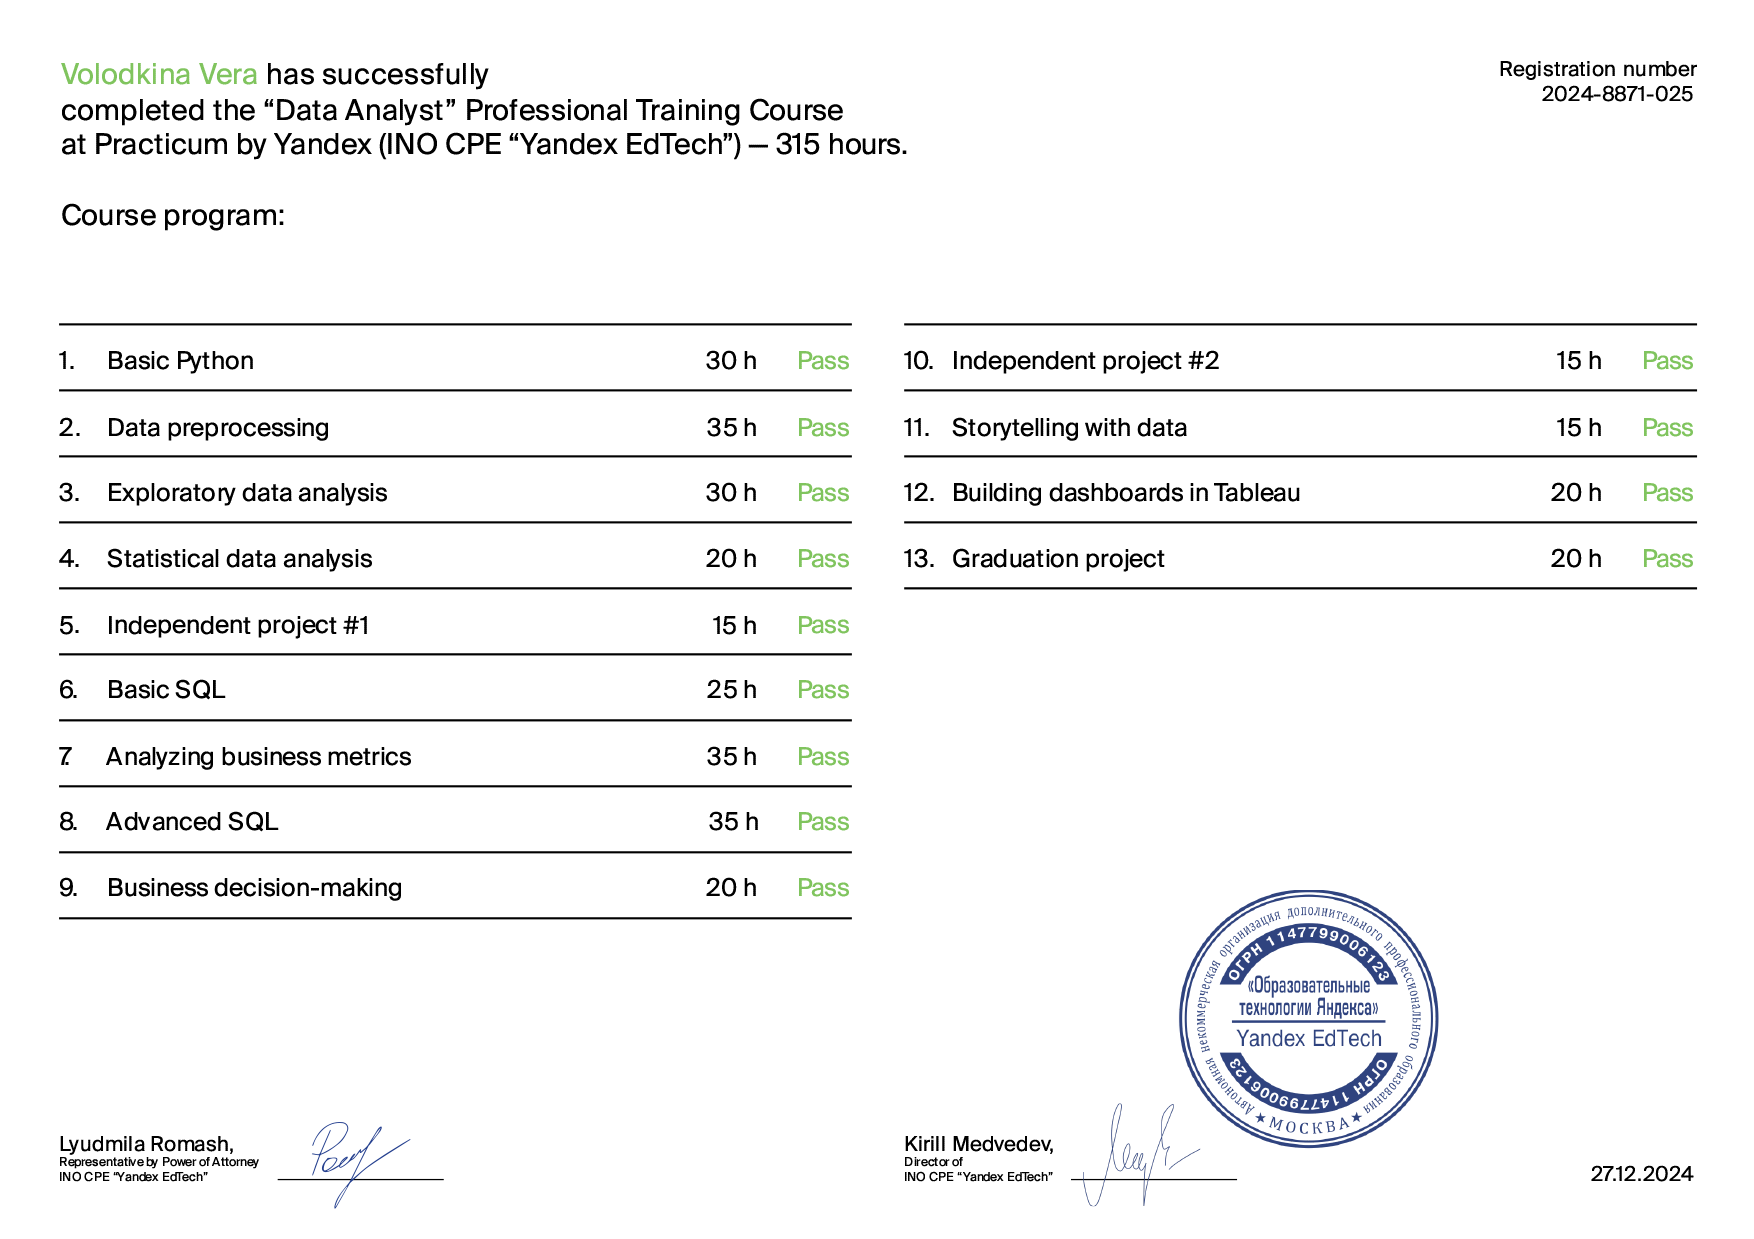 Volodkina Vera has successfully
completed the “Data Analyst” Professional Training Course
at Practicum by Yandex (INO CPE “Yandex EdTech”) — 315 hours.
Registration number
2024-8871-025
Course program:
1. Basic Python 30 h Pass
2. Data preprocessing 35 h Pass
3. Exploratory data analysis 30 h Pass
4. Statistical data analysis 20 h Pass
5. Independent project #1 15 h Pass
6. Basic SQL 25 h Pass
7. Analyzing business metrics 35 h Pass
8. Advanced SQL 35 h Pass
9. Business decision-making 20 h Pass
10. Independent project #2 15 h Pass
11. Storytelling with data 15 h Pass
12. Building dashboards in Tableau 20 h Pass
13. Graduation project 20 h Pass
Автономная некоммерческая организация дополнительного профессионального образования
ОГРН 1147799006123
«Образовательные
технологии Яндекса»
Yandex EdTech
ОГРН 1147799006123
★ МОСКВА ★
Lyudmila Romash,
Representative by Power of Attorney
INO CPE “Yandex EdTech”
Kirill Medvedev,
Director of
INO CPE “Yandex EdTech”
27.12.2024